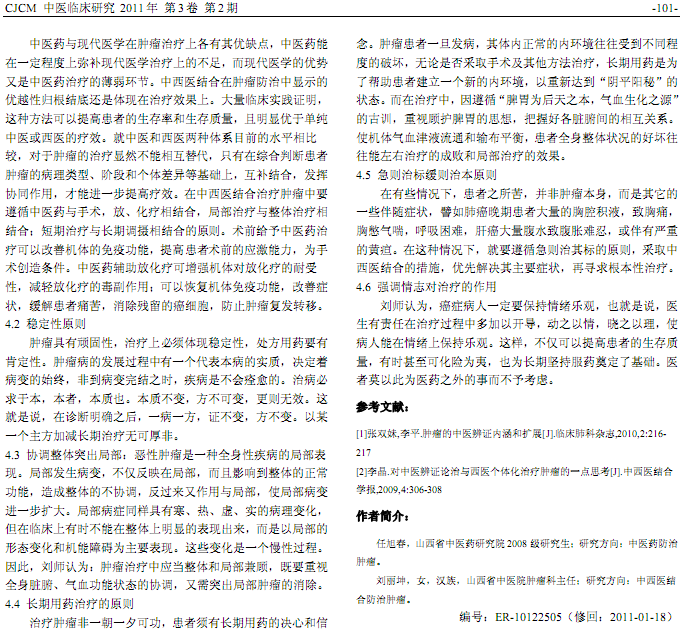 CJCM 中医临床研究 2011 年 第 3 卷 第 2 期
-101-
中医药与现代医学在肿瘤治疗上各有其优缺点，中医药能
在一定程度上弥补现代医学治疗上的不足，而现代医学的优势
又是中医药治疗的薄弱环节。中西医结合在肿瘤防治中显示的
优越性归根结底还是体现在治疗效果上。大量临床实践证明，
这种方法可以提高患者的生存率和生存质量，且明显优于单纯
中医或西医的疗效。就中医和西医两种体系目前的水平相比
较，对于肿瘤的治疗显然不能相互替代，只有在综合判断患者
肿瘤的病理类型、阶段和个体差异等基础上，互补结合，发挥
协同作用，才能进一步提高疗效。在中西医结合治疗肿瘤中要
遵循中医药与手术，放、化疗相结合，局部治疗与整体治疗相
结合；短期治疗与长期调摄相结合的原则。术前给予中医药治
疗可以改善机体的免疫功能，提高患者术前的应激能力，为手
术创造条件。中医药辅助放化疗可增强机体对放化疗的耐受
性，减轻放化疗的毒副作用；可以恢复机体免疫功能，改善症
状，缓解患者痛苦，消除残留的癌细胞，防止肿瘤复发转移。
4.2 稳定性原则
肿瘤具有顽固性，治疗上必须体现稳定性，处方用药要有
肯定性。肿瘤病的发展过程中有一个代表本病的实质，决定着
病变的始终，非到病变完结之时，疾病是不会痊愈的。治病必
求于本，本者，本质也。本质不变，方不可变，更则无效。这
就是说，在诊断明确之后，一病一方，证不变，方不变。以某
一个主方加减长期治疗无可厚非。
4.3 协调整体突出局部：恶性肿瘤是一种全身性疾病的局部表
现。局部发生病变，不仅反映在局部，而且影响到整体的正常
功能，造成整体的不协调，反过来又作用与局部，使局部病变
进一步扩大。局部病症同样具有寒、热、虚、实的病理变化，
但在临床上有时不能在整体上明显的表现出来，而是以局部的
形态变化和机能障碍为主要表现。这些变化是一个慢性过程。
因此，刘师认为：肿瘤治疗中应当整体和局部兼顾，既要重视
全身脏腑、气血功能状态的协调，又需突出局部肿瘤的消除。
4.4 长期用药治疗的原则
治疗肿瘤非一朝一夕可功，患者须有长期用药的决心和信
念。肿瘤患者一旦发病，其体内正常的内环境往往受到不同程
度的破坏，无论是否采取手术及其他方法治疗，长期用药是为
了帮助患者建立一个新的内环境，以重新达到“阴平阳秘”的
状态。而在治疗中，因遵循“脾胃为后天之本，气血生化之源”
的古训，重视顾护脾胃的思想，把握好各脏腑间的相互关系。
使机体气血津液流通和输布平衡，患者全身整体状况的好坏往
往能左右治疗的成败和局部治疗的效果。
4.5 急则治标缓则治本原则
在有些情况下，患者之所苦，并非肿瘤本身，而是其它的
一些伴随症状，譬如肺癌晚期患者大量的胸腔积液，致胸痛，
胸憋气喘，呼吸困难，肝癌大量腹水致腹胀难忍，或伴有严重
的黄疸。在这种情况下，就要遵循急则治其标的原则，采取中
西医结合的措施，优先解决其主要症状，再寻求根本性治疗。
4.6 强调情志对治疗的作用
刘师认为，癌症病人一定要保持情绪乐观，也就是说，医
生有责任在治疗过程中多加以开导，动之以情，晓之以理，使
病人能在情绪上保持乐观。这样，不仅可以提高患者的生存质
量，有时甚至可化险为夷，也为长期坚持服药奠定了基础。医
者莫以此为医药之外的事而不予考虑。
参考文献：
[1]张双妹,李平.肿瘤的中医辨证内涵和扩展[J].临床肺科杂志,2010,2:216-
217
[2]李晶.对中医辨证论治与西医个体化治疗肿瘤的一点思考[J].中西医结合
学报,2009,4:306-308
作者简介：
任旭春，山西省中医药研究院 2008 级研究生；研究方向：中医药防治
肿瘤。
刘丽坤，女，汉族，山西省中医院肿瘤科主任；研究方向：中西医结
合防治肿瘤。
编号：ER-10122505（修回：2011-01-18）